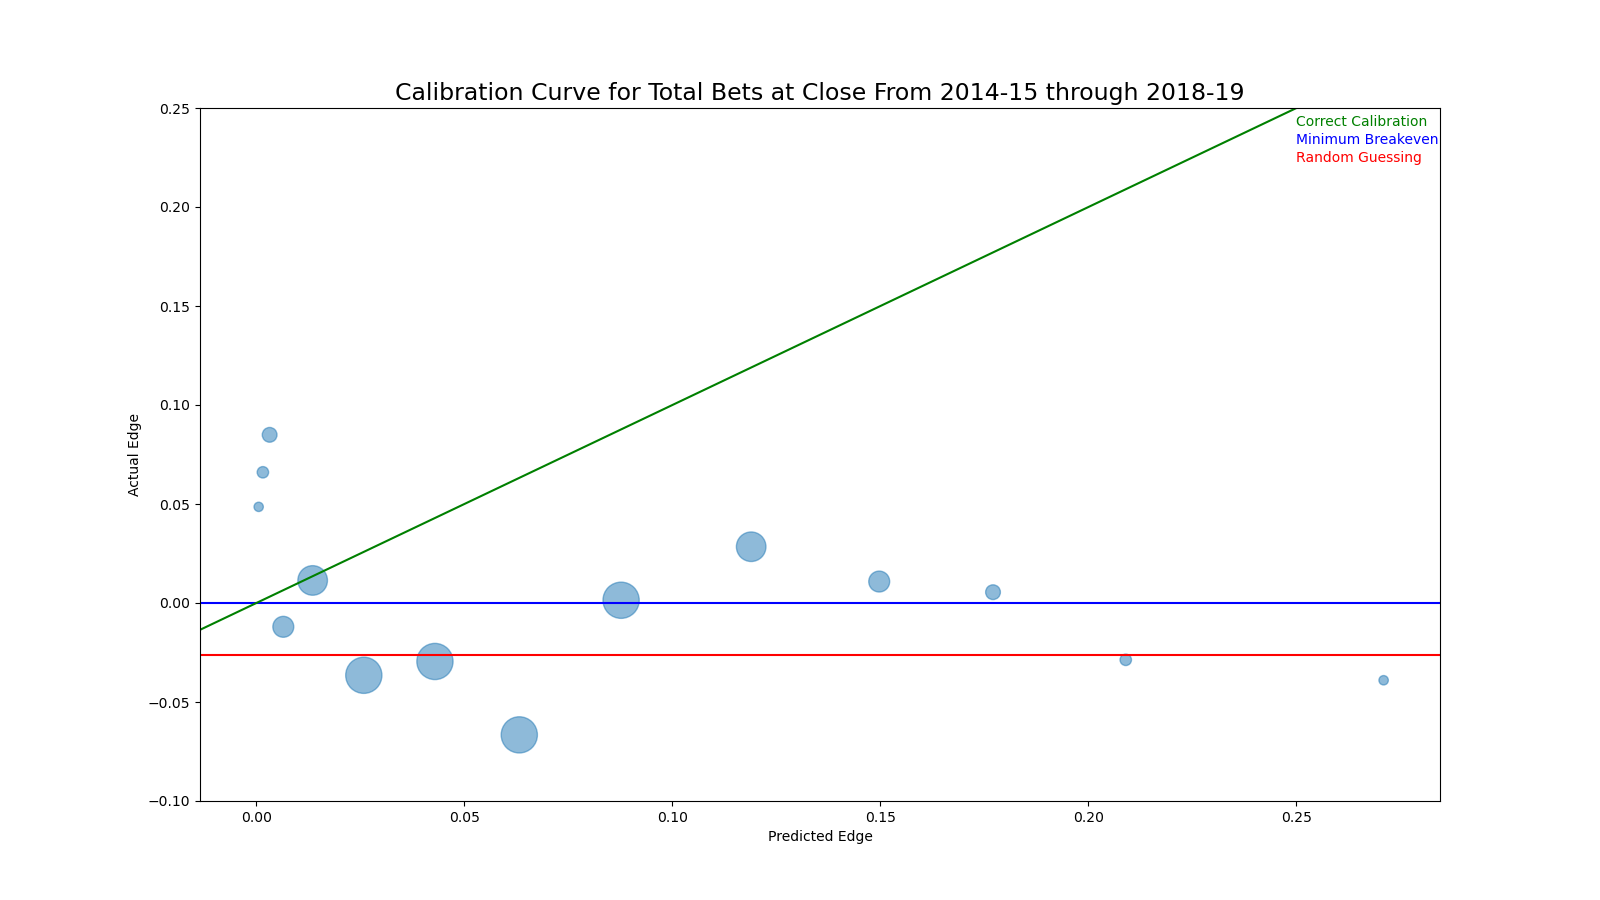 Calibration Curve for Total Bets at Close From 2014-15 through 2018-19
Correct Calibration
Minimum Breakeven
Random Guessing
0.25
0.20
0.15
0.10
0.05
0.00
−0.05
−0.10
Actual Edge
0.00 0.05 0.10 0.15 0.20 0.25
Predicted Edge